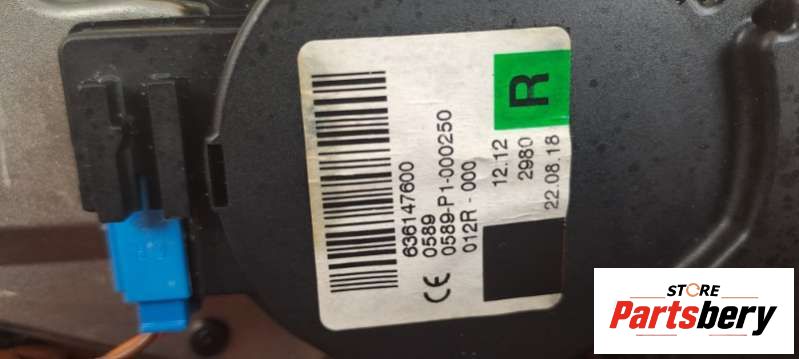 636147600
0589
0589-P1-000250
012R - 000
CE
12.12
2980
22.08.18
R
STORE
Partsbery